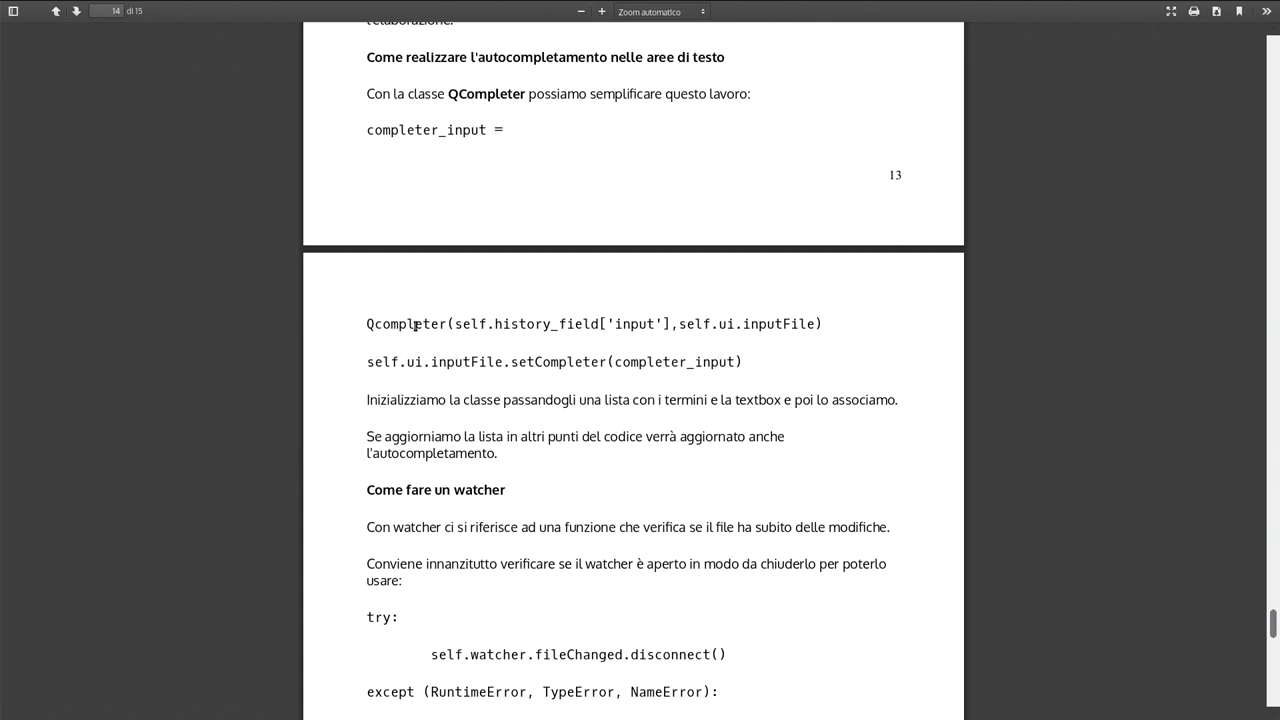 14 di 15 Zoom automatico
l'elaborazione.
Come realizzare l'autocompletamento nelle aree di testo
Con la classe QCompleter possiamo semplificare questo lavoro:
completer_input =
13
Qcompleter(self.history_field['input'],self.ui.inputFile)
self.ui.inputFile.setCompleter(completer_input)
Inizializziamo la classe passandogli una lista con i termini e la textbox e poi lo associamo.
Se aggiorniamo la lista in altri punti del codice verrà aggiornato anche
l'autocompletamento.
Come fare un watcher
Con watcher ci si riferisce ad una funzione che verifica se il file ha subito delle modifiche.
Conviene innanzitutto verificare se il watcher è aperto in modo da chiuderlo per poterlo
usare:
try:
self.watcher.fileChanged.disconnect()
except (RuntimeError, TypeError, NameError):